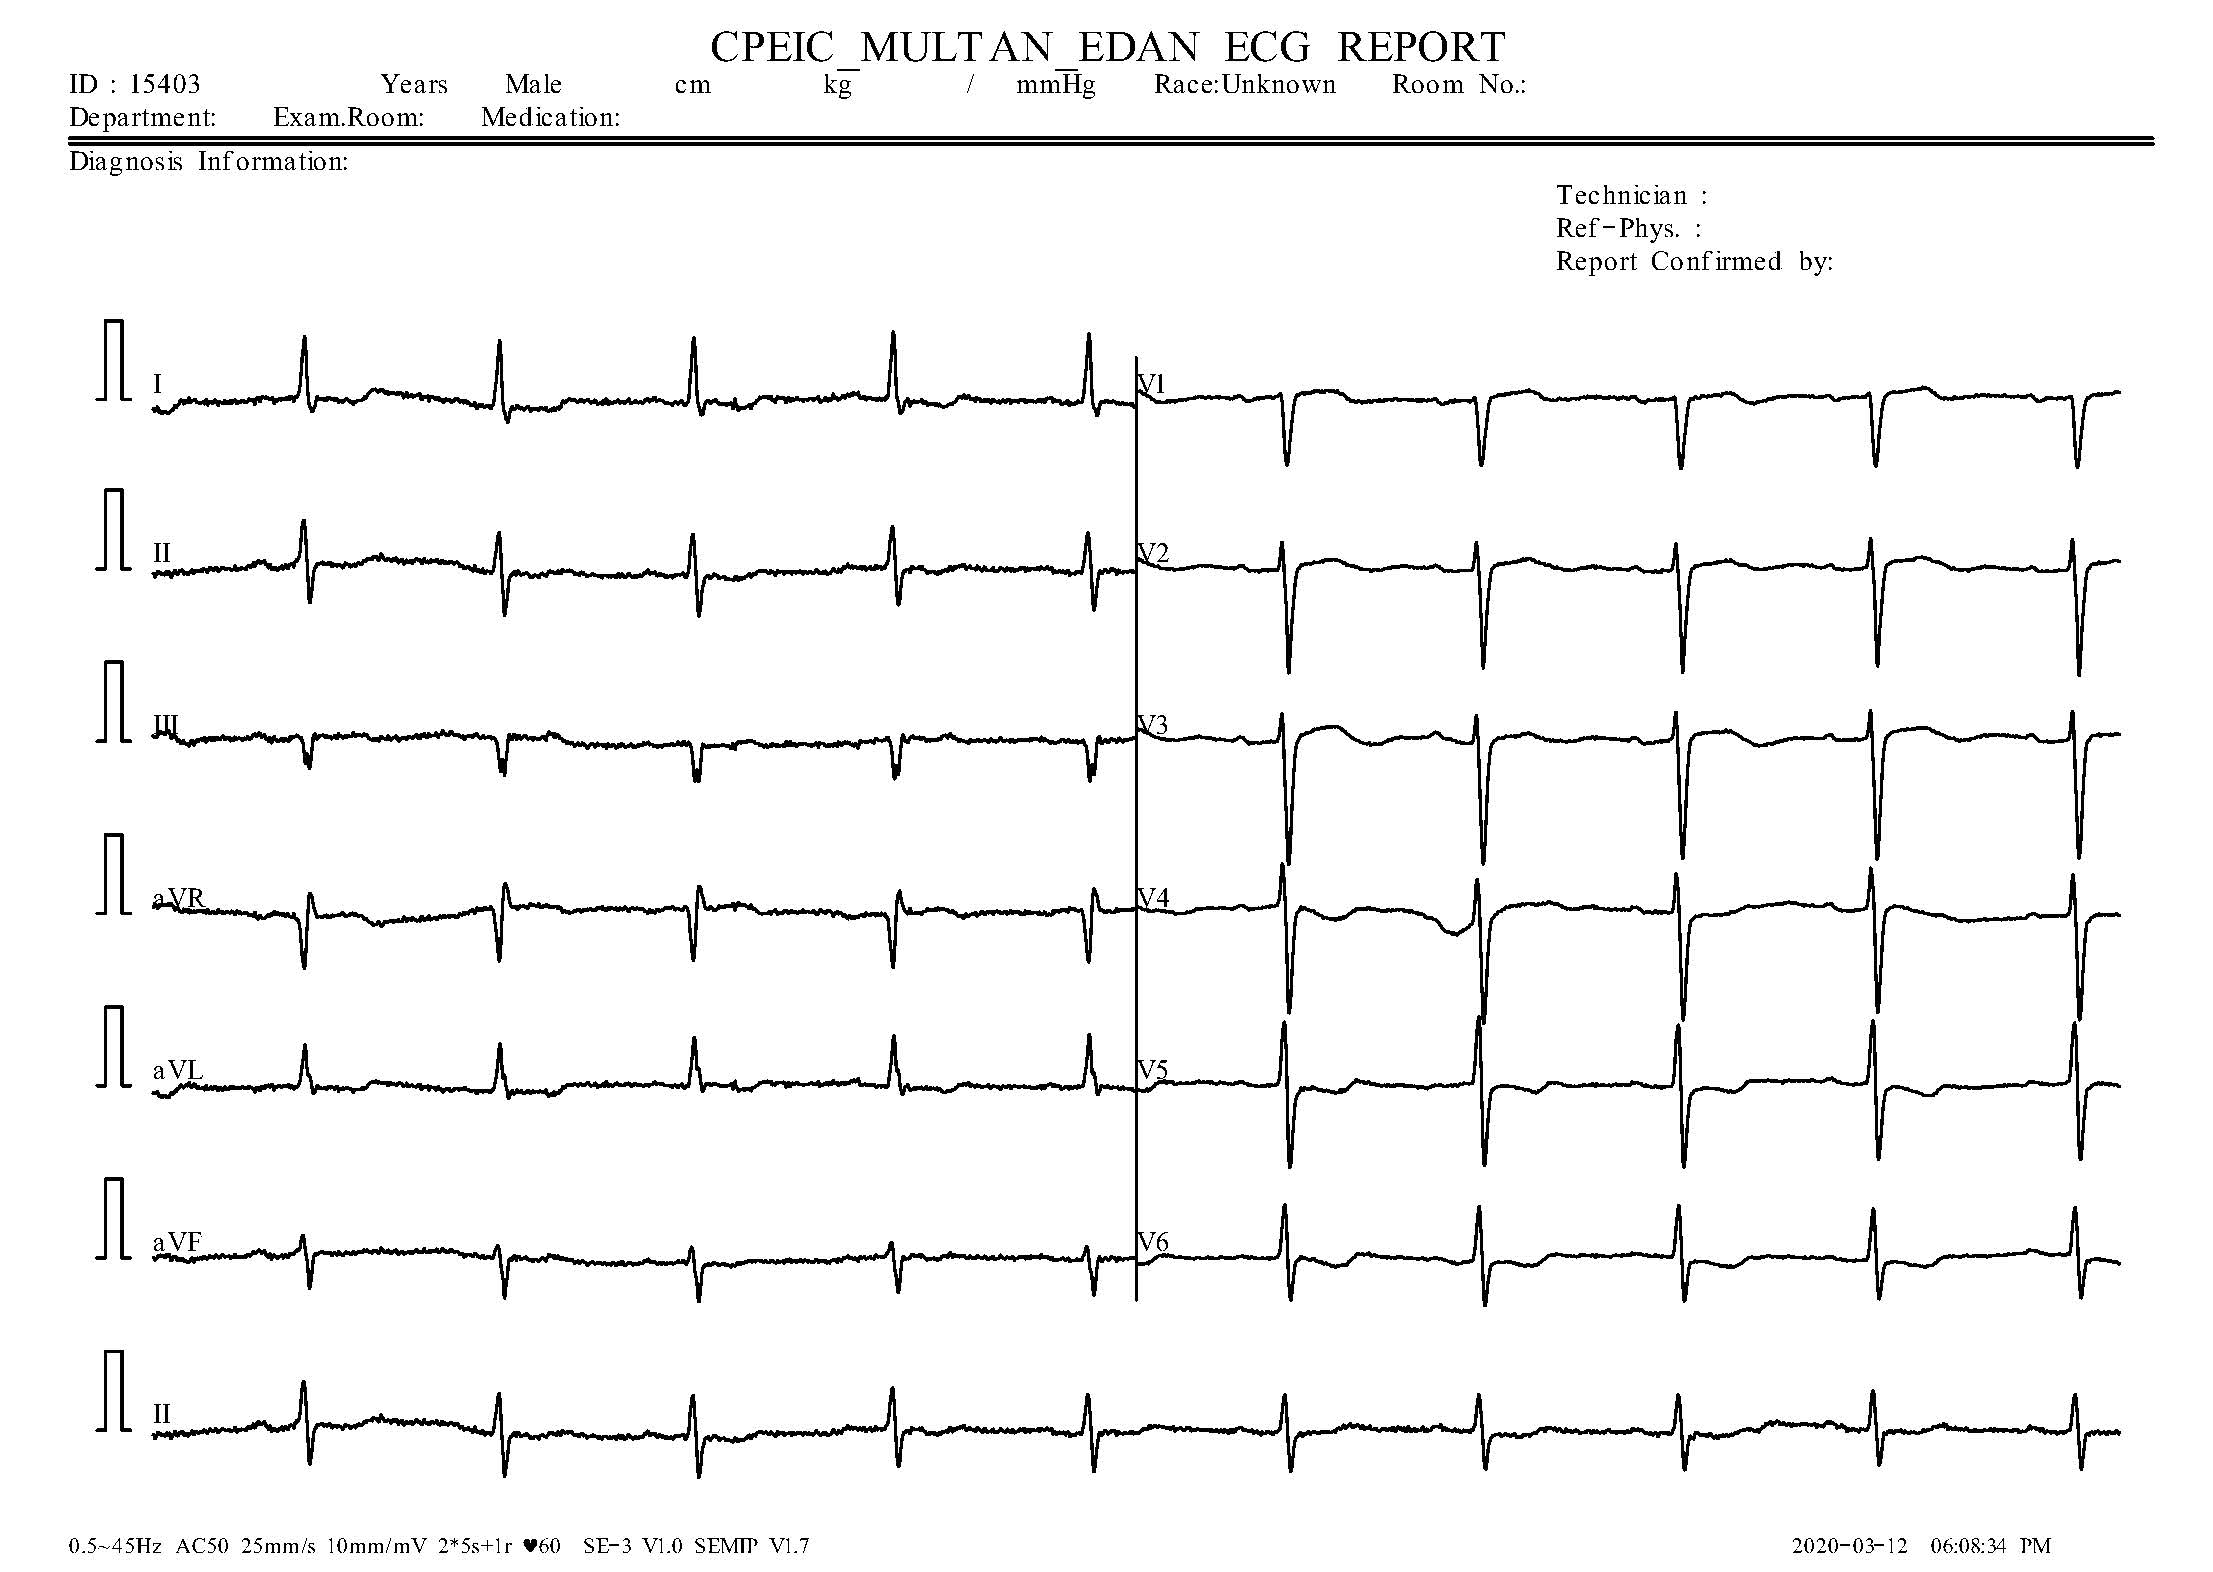 CPEIC_MULTAN_EDAN ECG REPORT
ID : 15403 Years Male cm kg / mmHg Race:Unknown Room No.:
Department: Exam.Room: Medication:
Diagnosis Information:
Technician :
Ref-Phys. :
Report Confirmed by:
I V1
II V2
III V3
aVR V4
aVL V5
aVF V6
II
0.5~45Hz AC50 25mm/s 10mm/mV 2*5s+1r ♥60 SE-3 V1.0 SEMIP V1.7 2020-03-12 06:08:34 PM